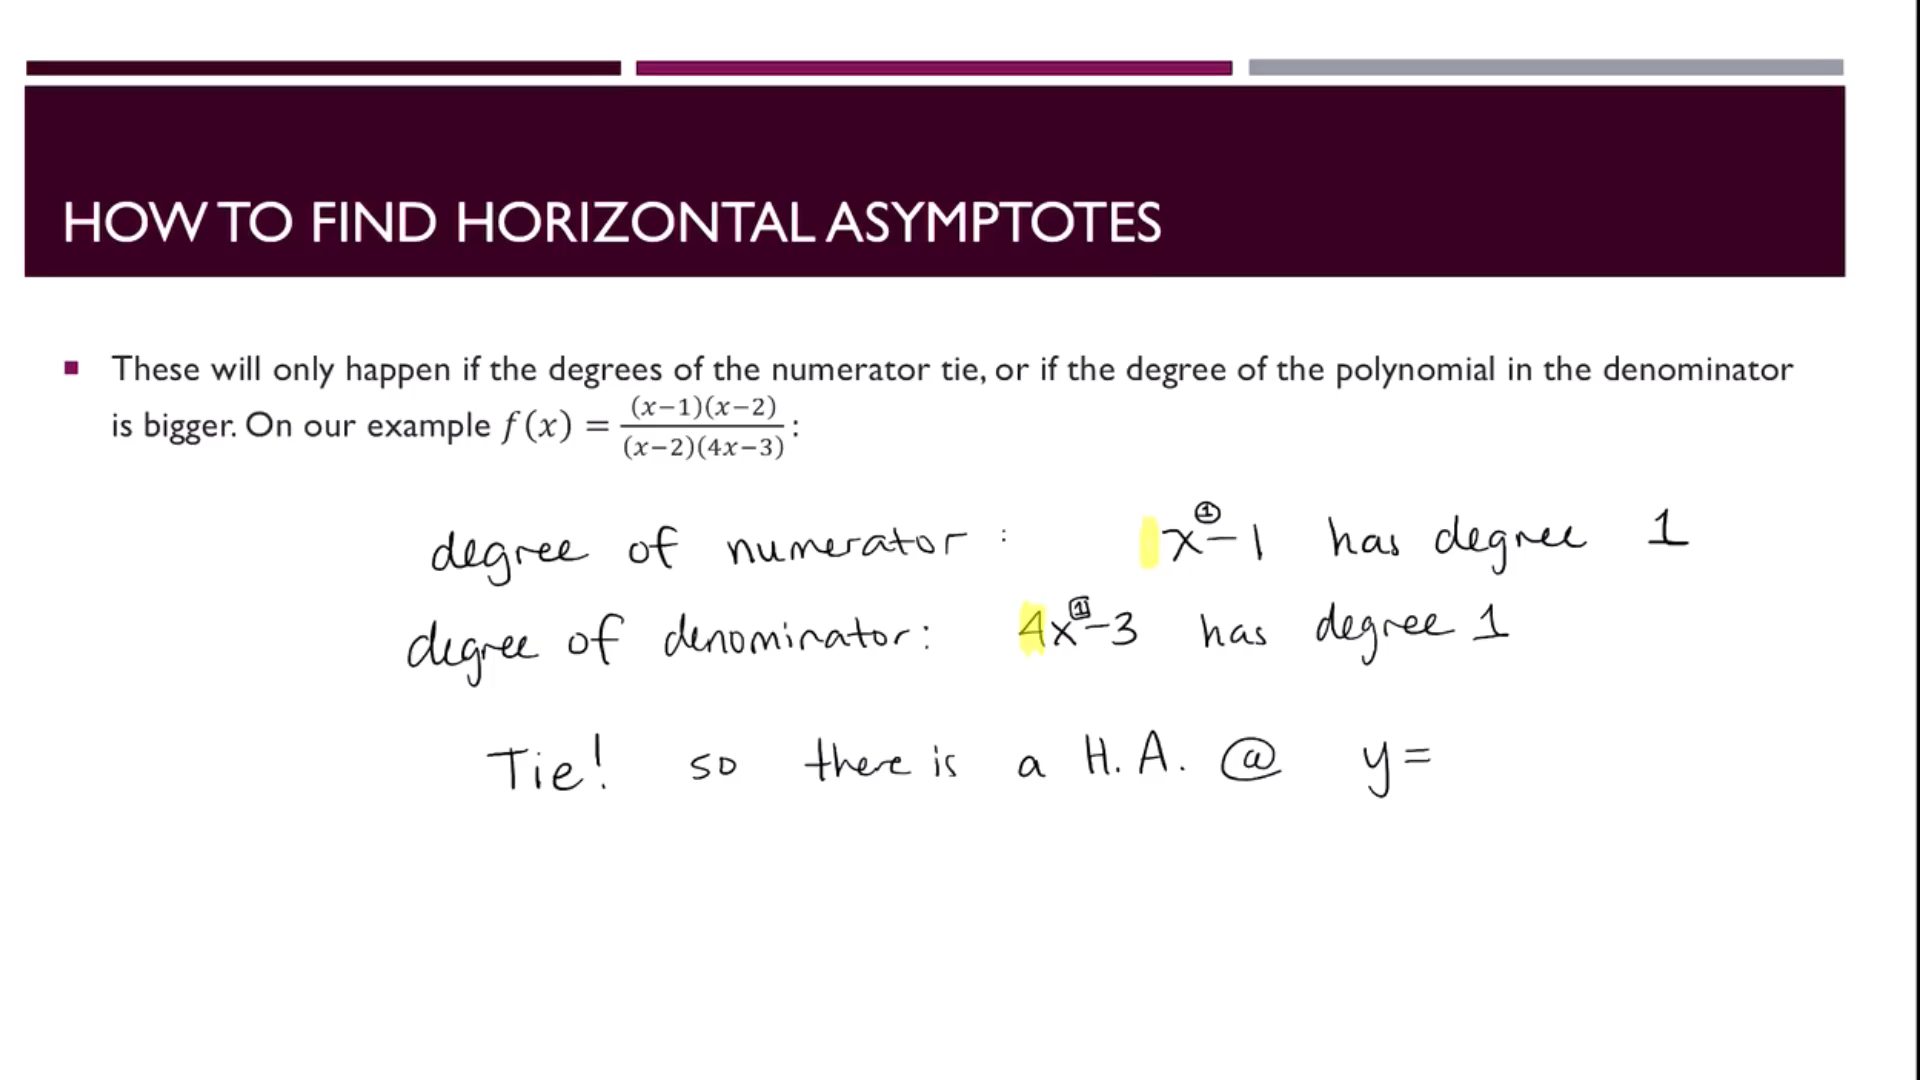 HOW TO FIND HORIZONTAL ASYMPTOTES
▪ These will only happen if the degrees of the numerator tie, or if the degree of the polynomial in the denominator
is bigger. On our example f(x) = (x−1)(x−2)/(x−2)(4x−3) :
degree of numerator : x^①−1 has degree 1
degree of denominator: 4x^1−3 has degree 1
Tie! so there is a H.A. @ y=